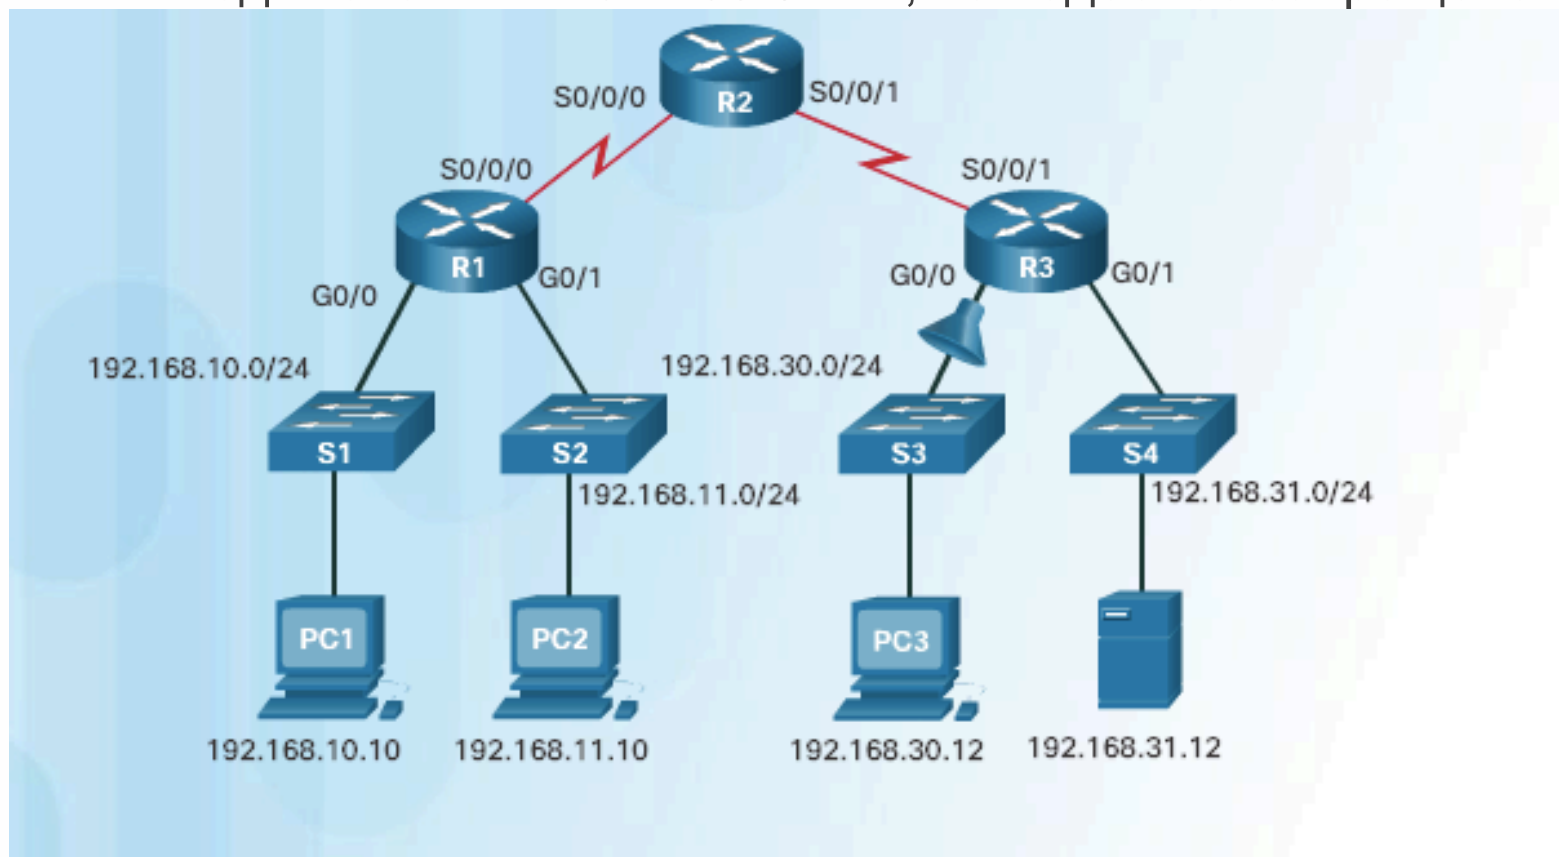 R2
S0/0/0
S0/0/1
S0/0/0
S0/0/1
R1
R3
G0/0
G0/1
G0/0
G0/1
192.168.10.0/24
192.168.30.0/24
S1
S2
S3
S4
192.168.11.0/24
192.168.31.0/24
PC1
PC2
PC3
192.168.10.10
192.168.11.10
192.168.30.12
192.168.31.12